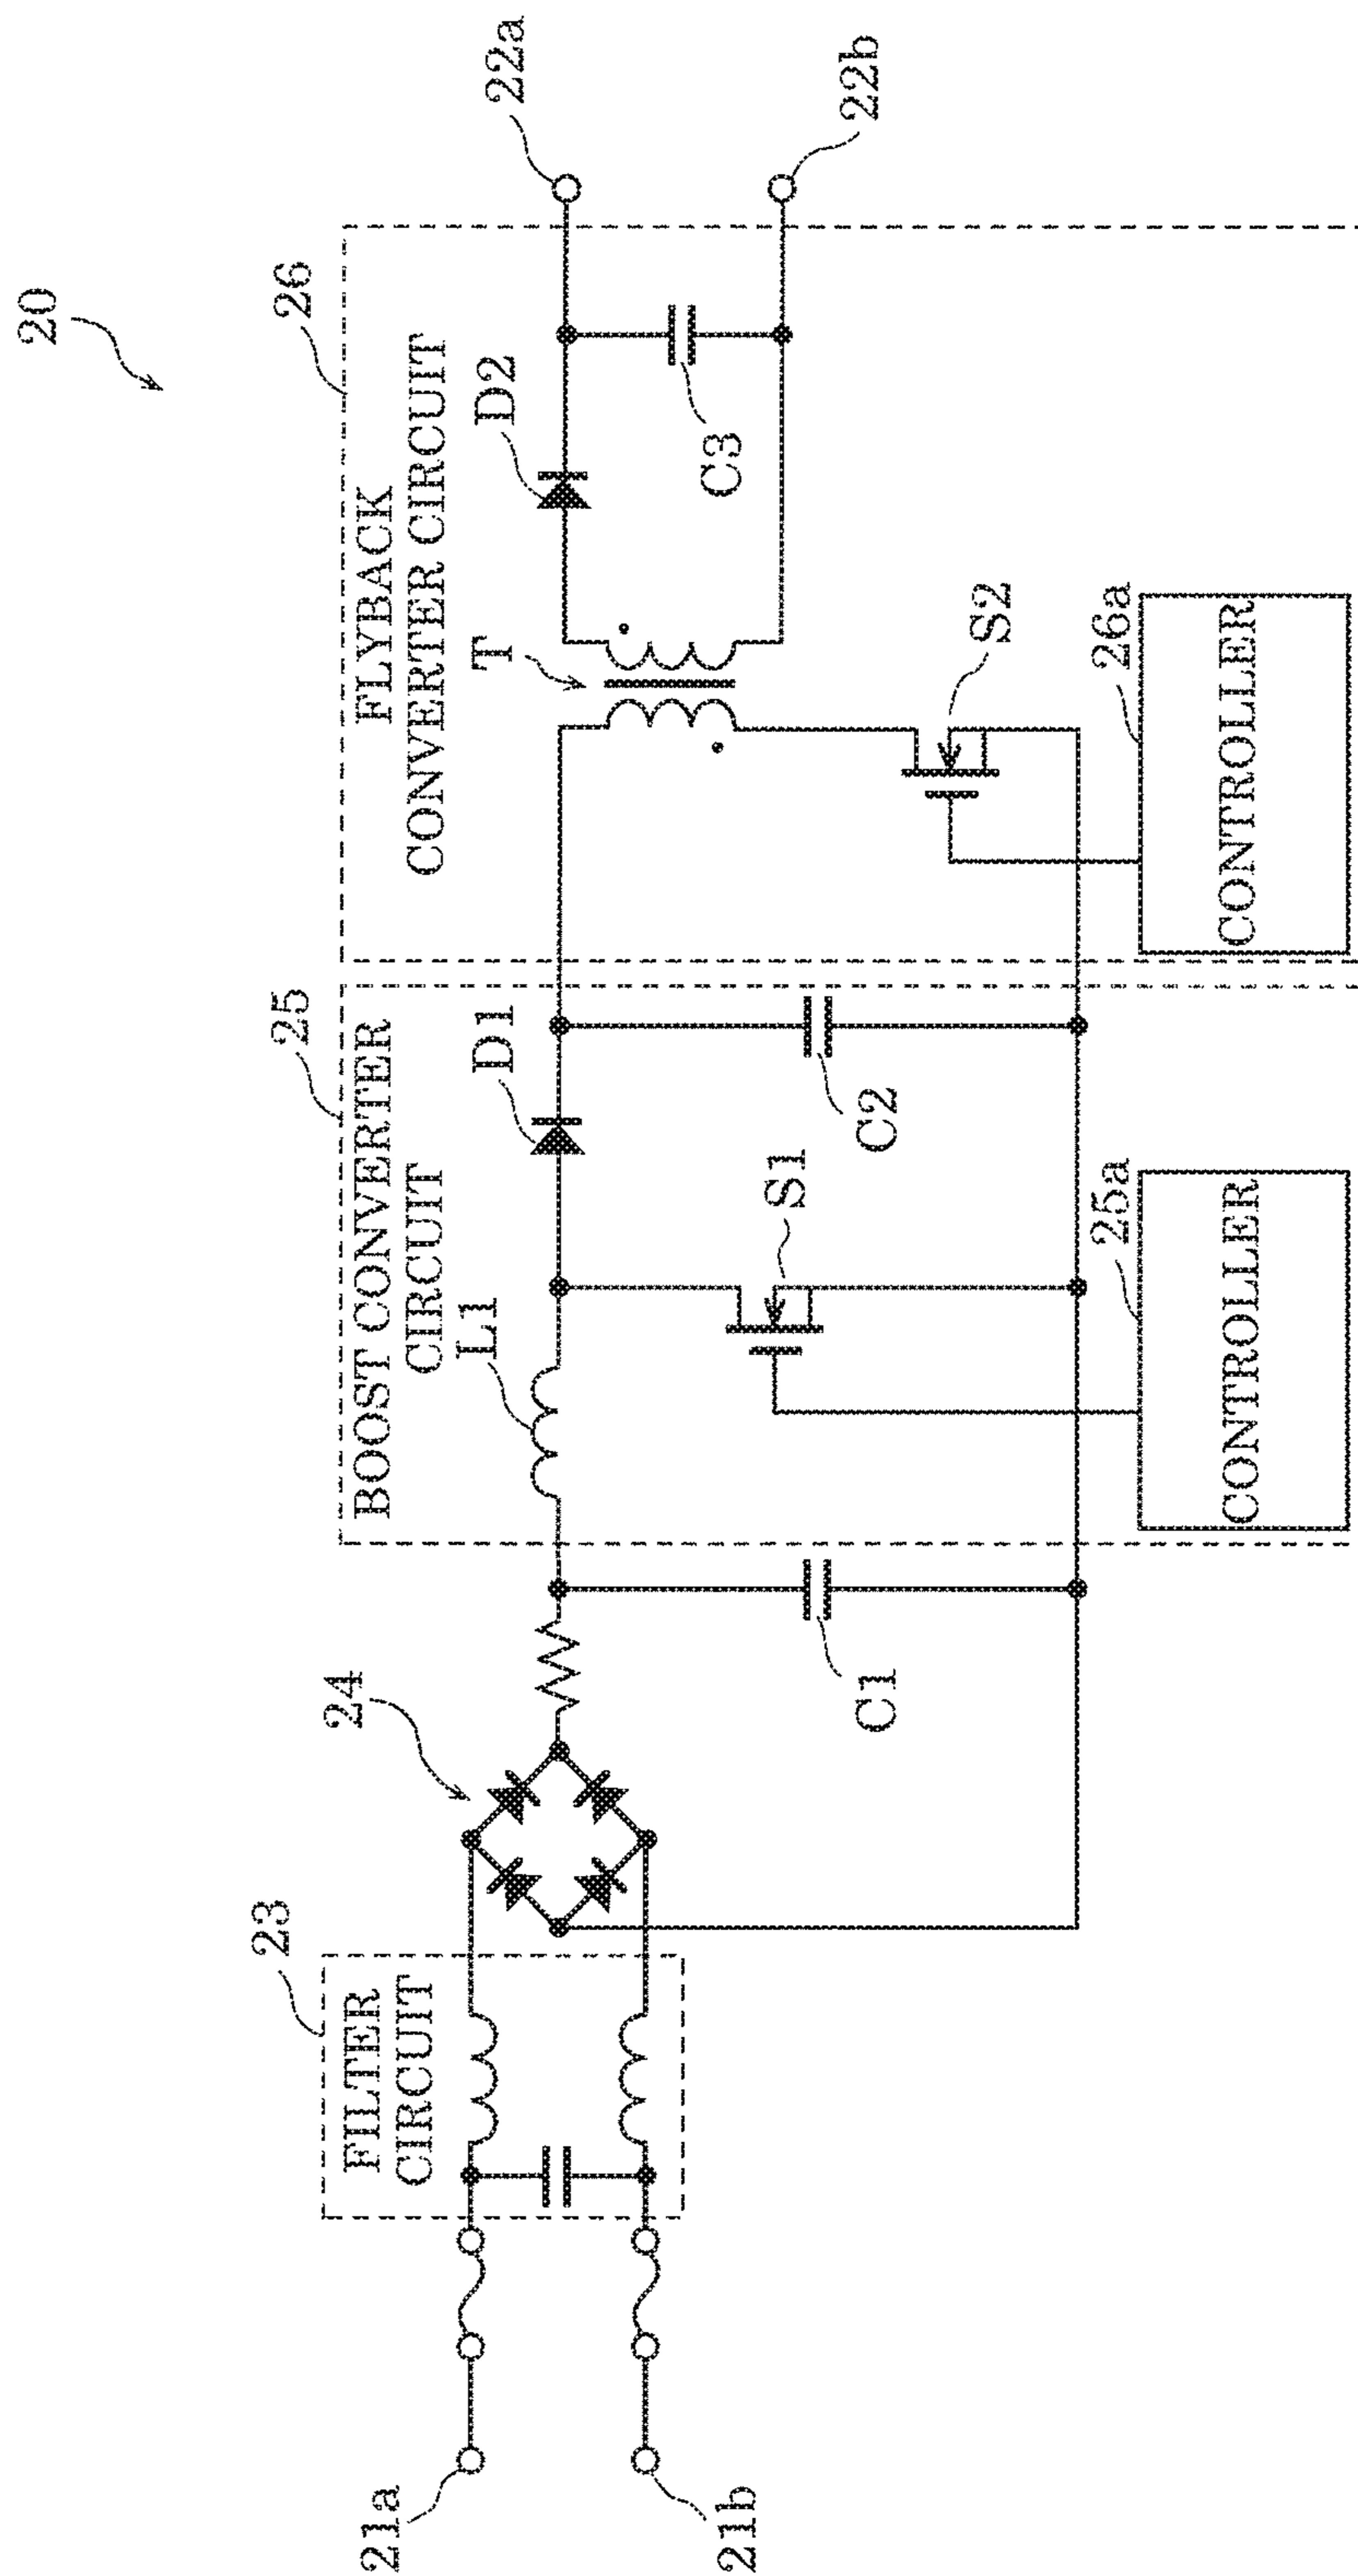 20
26
FLYBACK
CONVERTER CIRCUIT
22a
22b
D2
C3
T
S2
26a
CONTROLLER
25
BOOST CONVERTER
CIRCUIT
L1
D1
C2
S1
25a
CONTROLLER
24
C1
23
FILTER
CIRCUIT
21a
21b